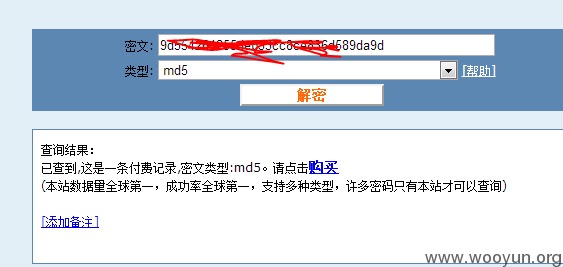 密文:
类型: md5 [帮助]
解密
查询结果：
已查到,这是一条付费记录,密文类型:md5。请点击购买
(本站数据量全球第一，成功率全球第一，支持多种类型，许多密码只有本站才可以查询)
[添加备注]
www.wooyun.org